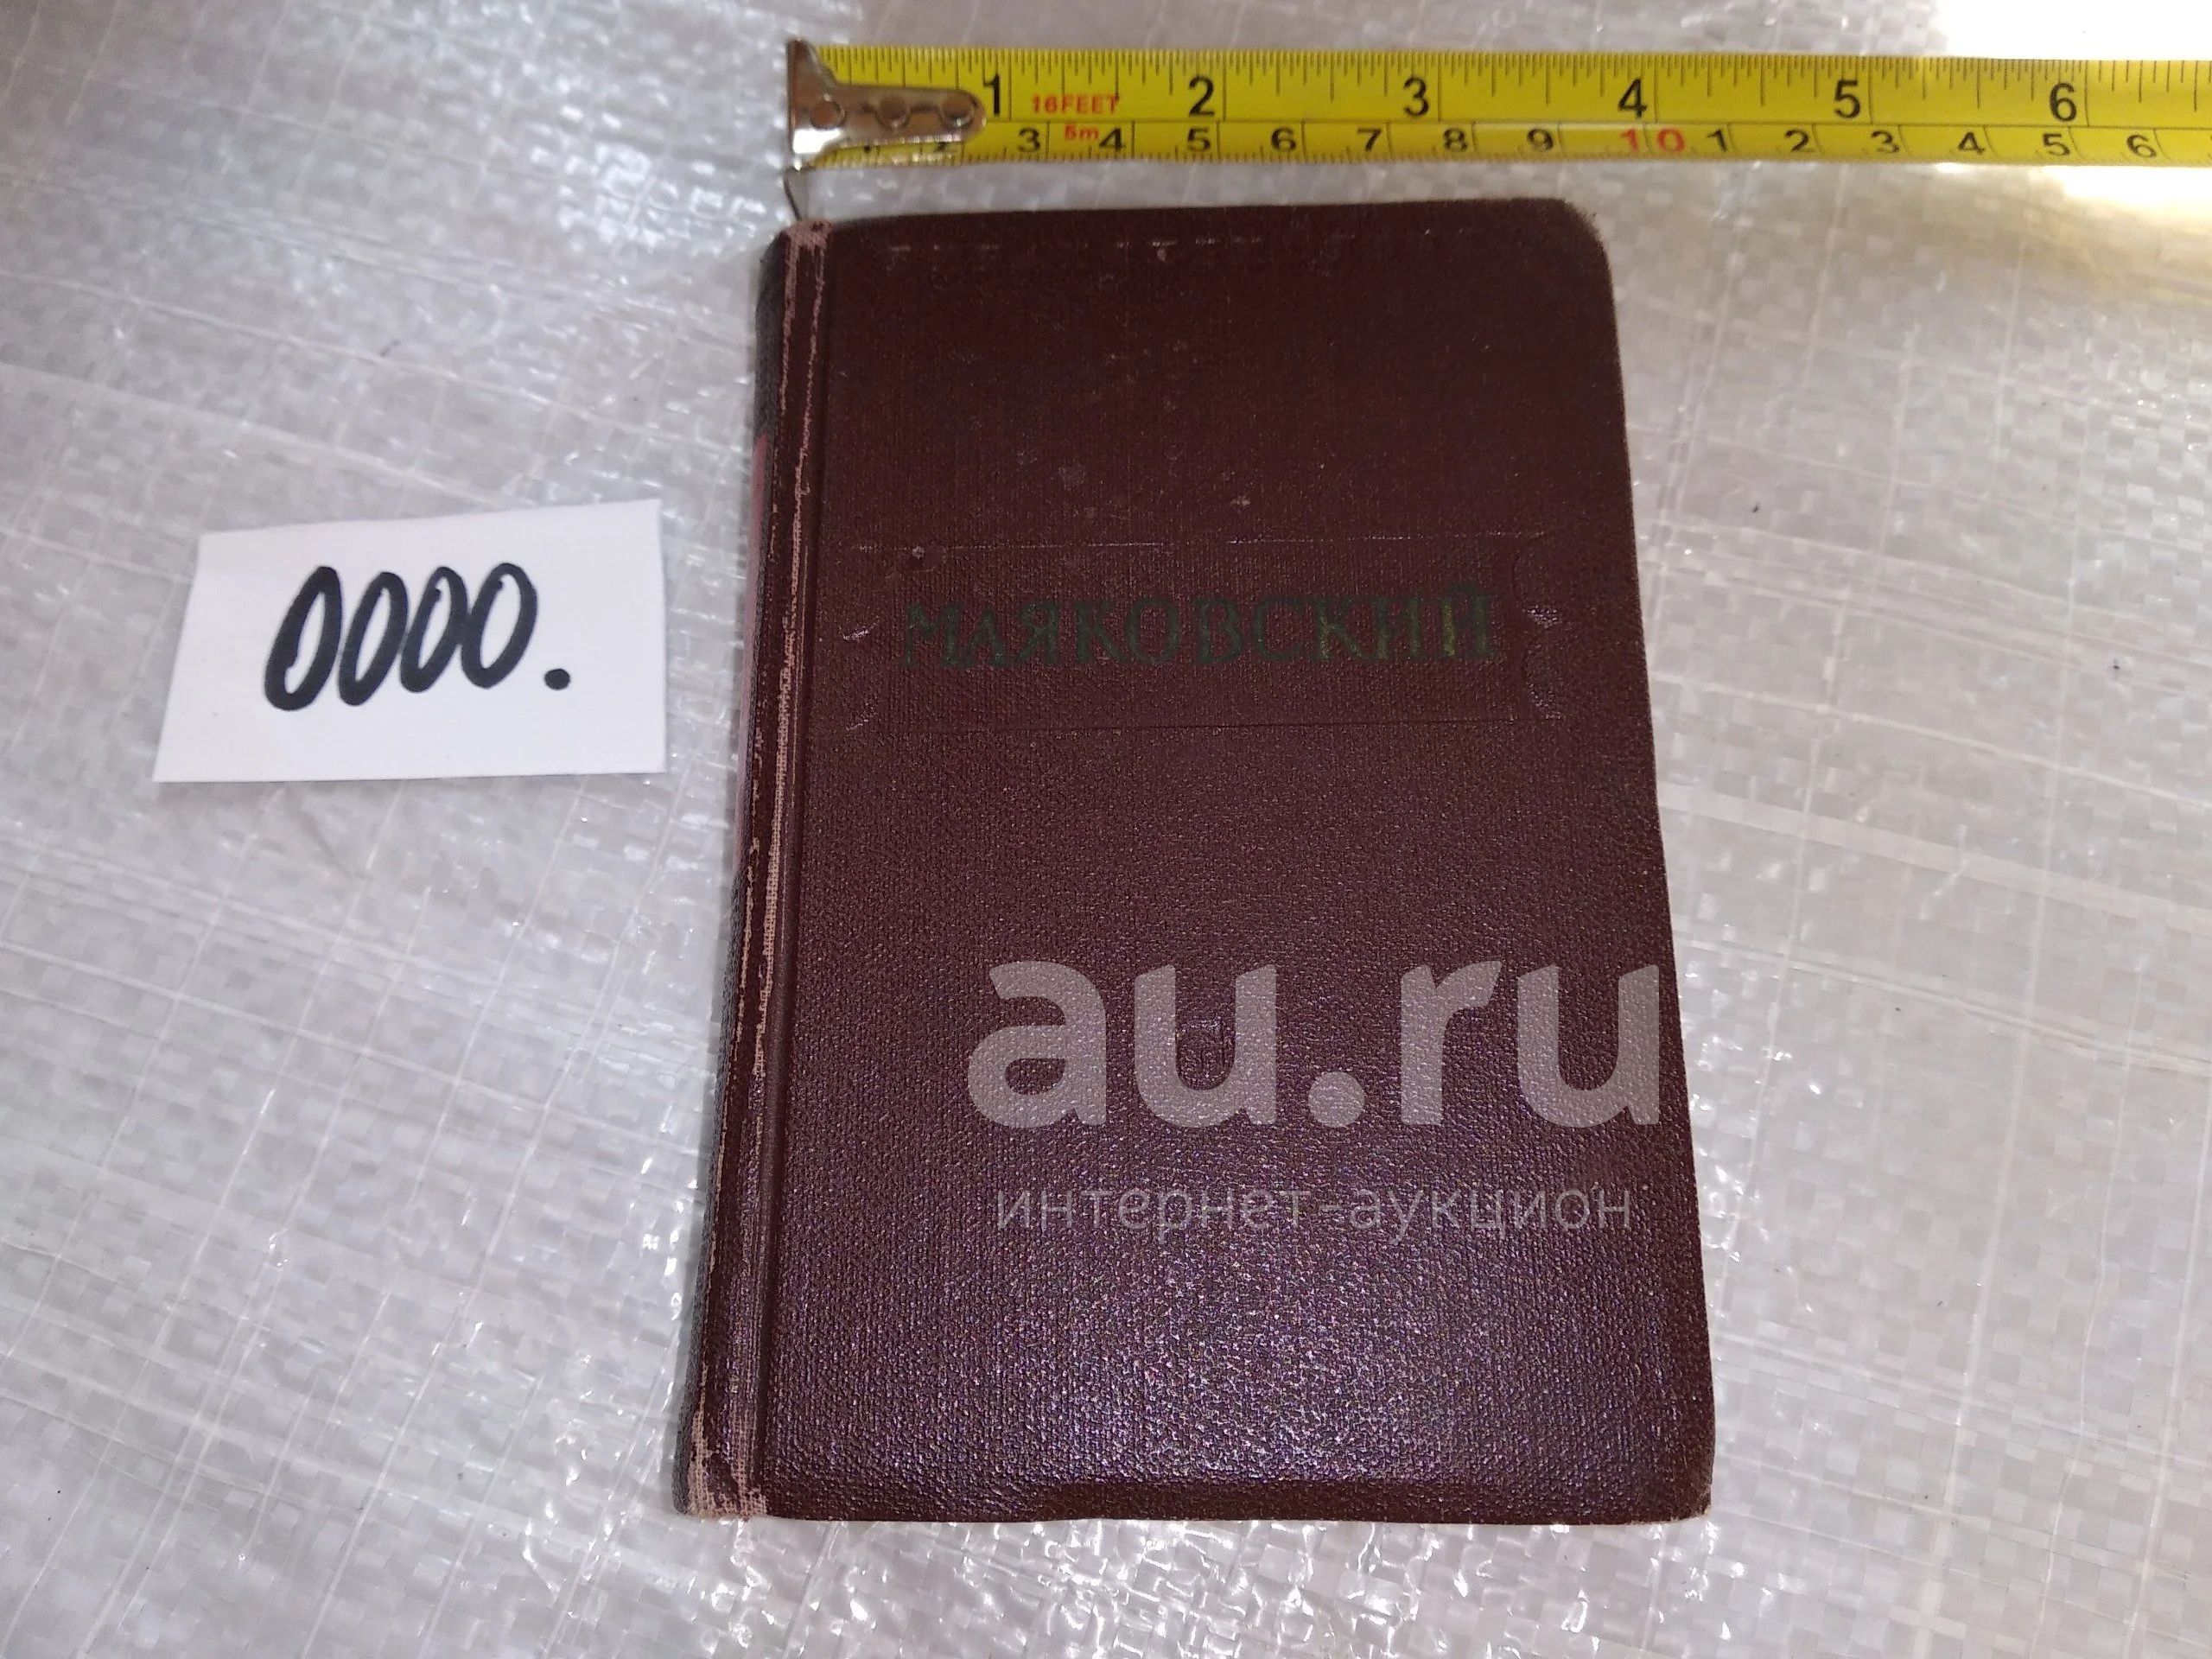 1 16FEET 2 3 4 5 6
3 5m 4 5 6 7 8 9 10 1 2 3 4 5 6
МАЯКОВСКИЙ
0000.
au.ru
интернет-аукцион